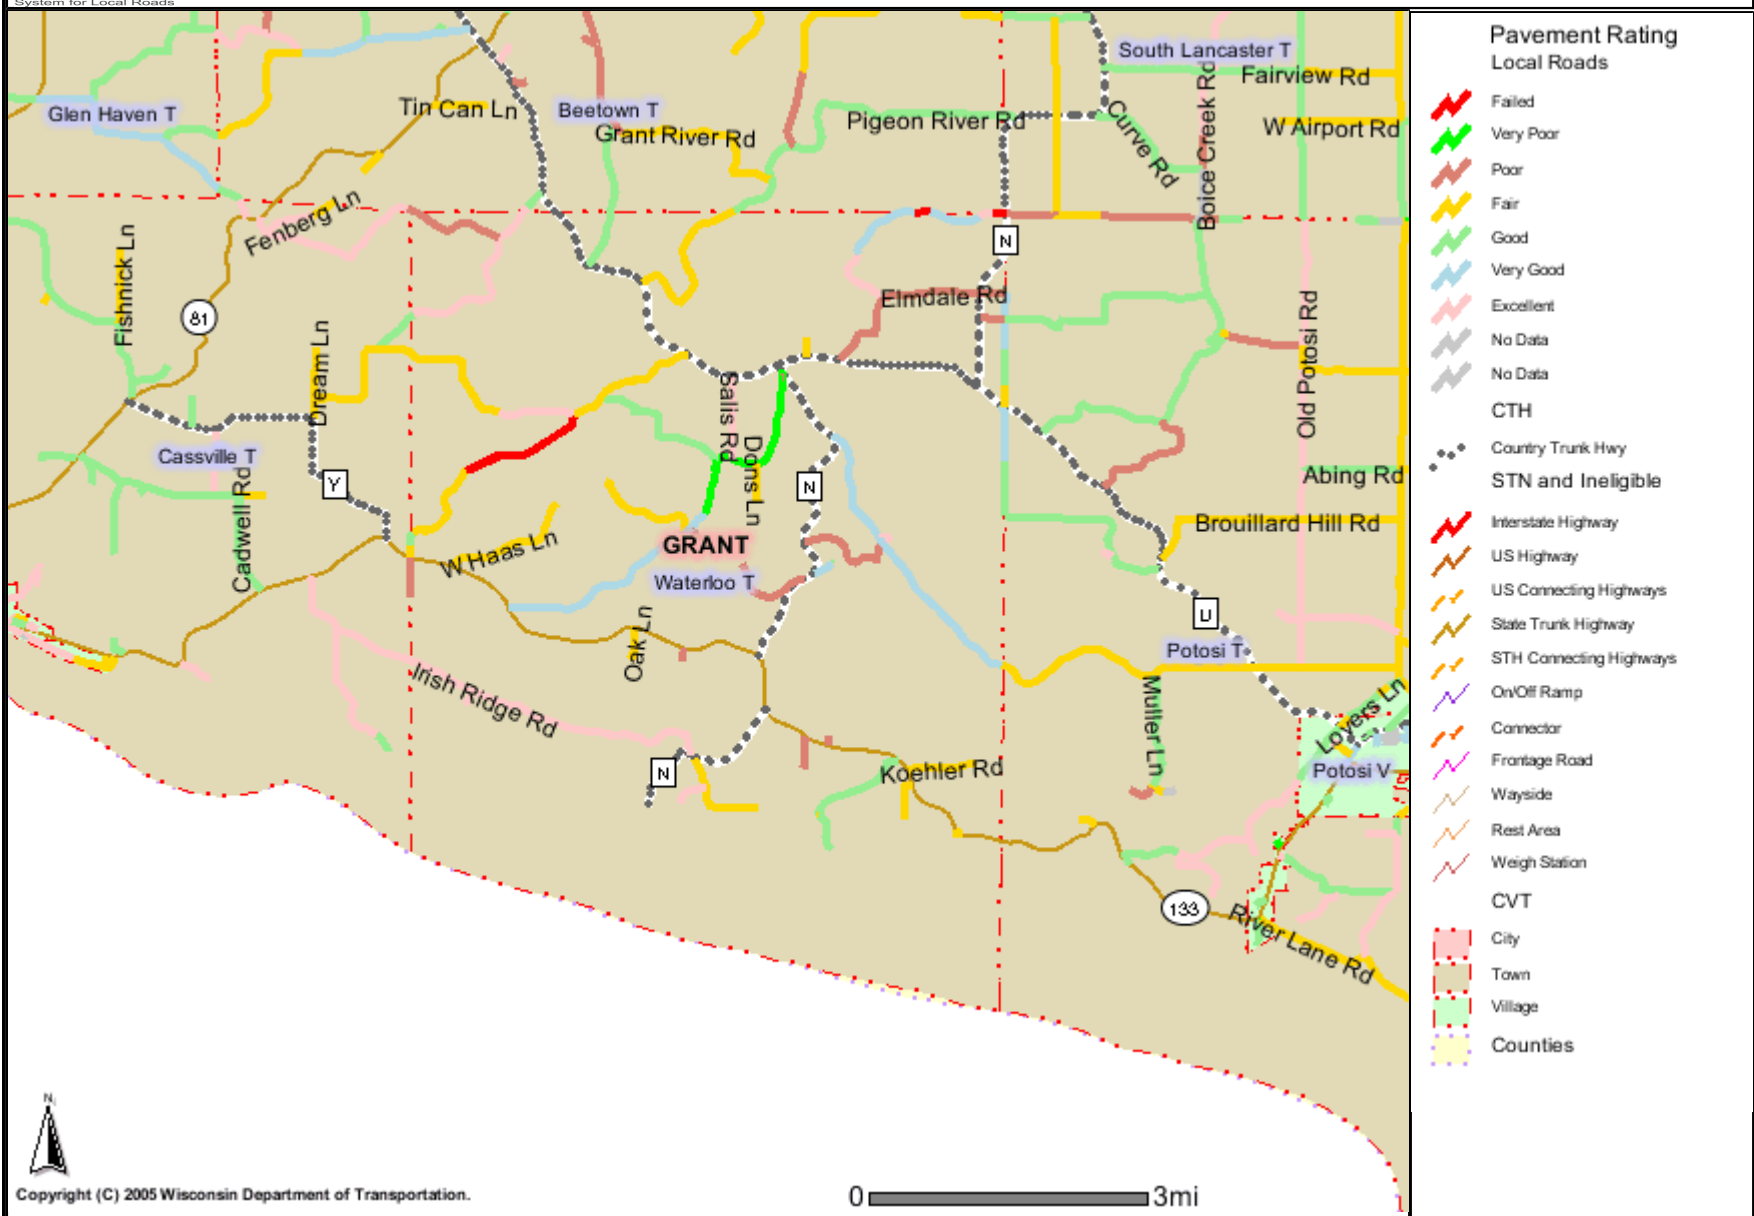 System for Local Roads
South Lancaster T
Fairview Rd
Glen Haven T
Tin Can Ln
Beetown T
Grant River Rd
Pigeon River Rd
Curve Rd
Boice Creek Rd
W Airport Rd
Fenberg Ln
Fishnick Ln
N
81
Elmdale Rd
Dream Ln
Old Potosi Rd
Salis Rd
Doms Ln
Cassville T
Cadwell Rd
Y
N
Abing Rd
Brouillard Hill Rd
GRANT
W Haas Ln
Waterloo T
U
Oak Ln
Potosi T
Irish Ridge Rd
Muller Ln
Loyers Ln
N
Koehler Rd
Potosi V
133
River Lane Rd
N
Copyright (C) 2005 Wisconsin Department of Transportation.
0 3mi
Pavement Rating
Local Roads
Failed
Very Poor
Poor
Fair
Good
Very Good
Excellent
No Data
No Data
CTH
Country Trunk Hwy
STN and Ineligible
Interstate Highway
US Highway
US Connecting Highways
State Trunk Highway
STH Connecting Highways
On/Off Ramp
Connector
Frontage Road
Wayside
Rest Area
Weigh Station
CVT
City
Town
Village
Counties